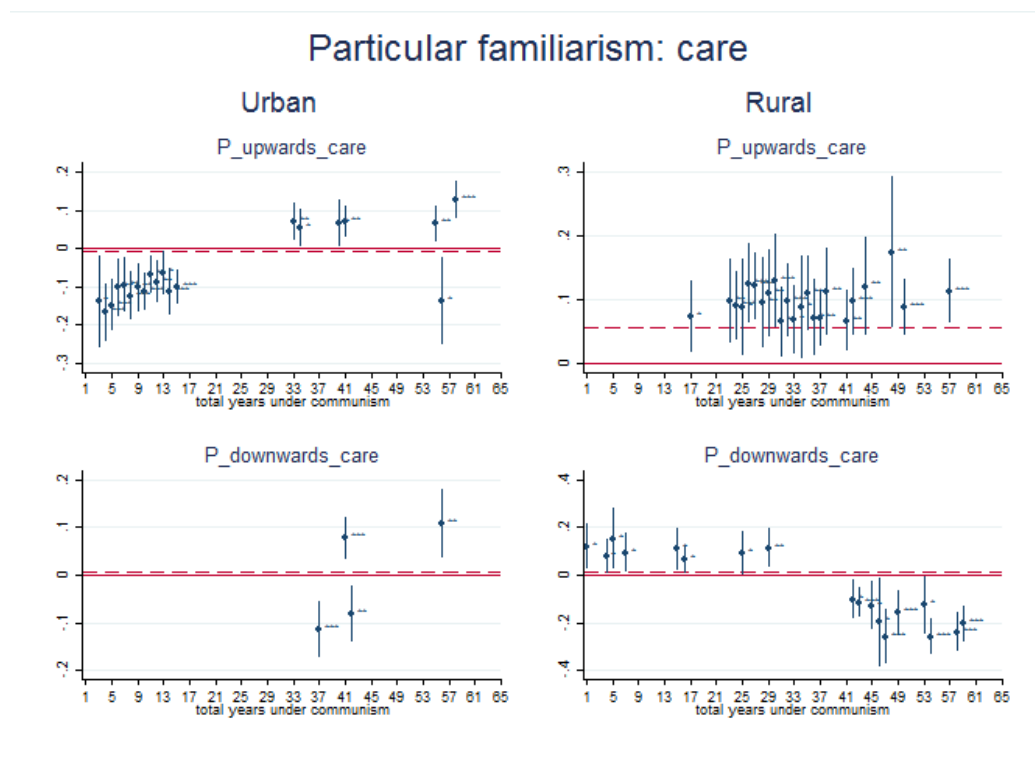 Particular familiarism: care
Urban
Rural
P_upwards_care
.2
.1
0
-.1
-.2
-.3
1 5 9 13 17 21 25 29 33 37 41 45 49 53 57 61 65
total years under communism
P_upwards_care
.3
.2
.1
0
1 5 9 13 17 21 25 29 33 37 41 45 49 53 57 61 65
total years under communism
P_downwards_care
.2
.1
0
-.1
-.2
1 5 9 13 17 21 25 29 33 37 41 45 49 53 57 61 65
total years under communism
P_downwards_care
.4
.2
0
-.2
-.4
1 5 9 13 17 21 25 29 33 37 41 45 49 53 57 61 65
total years under communism